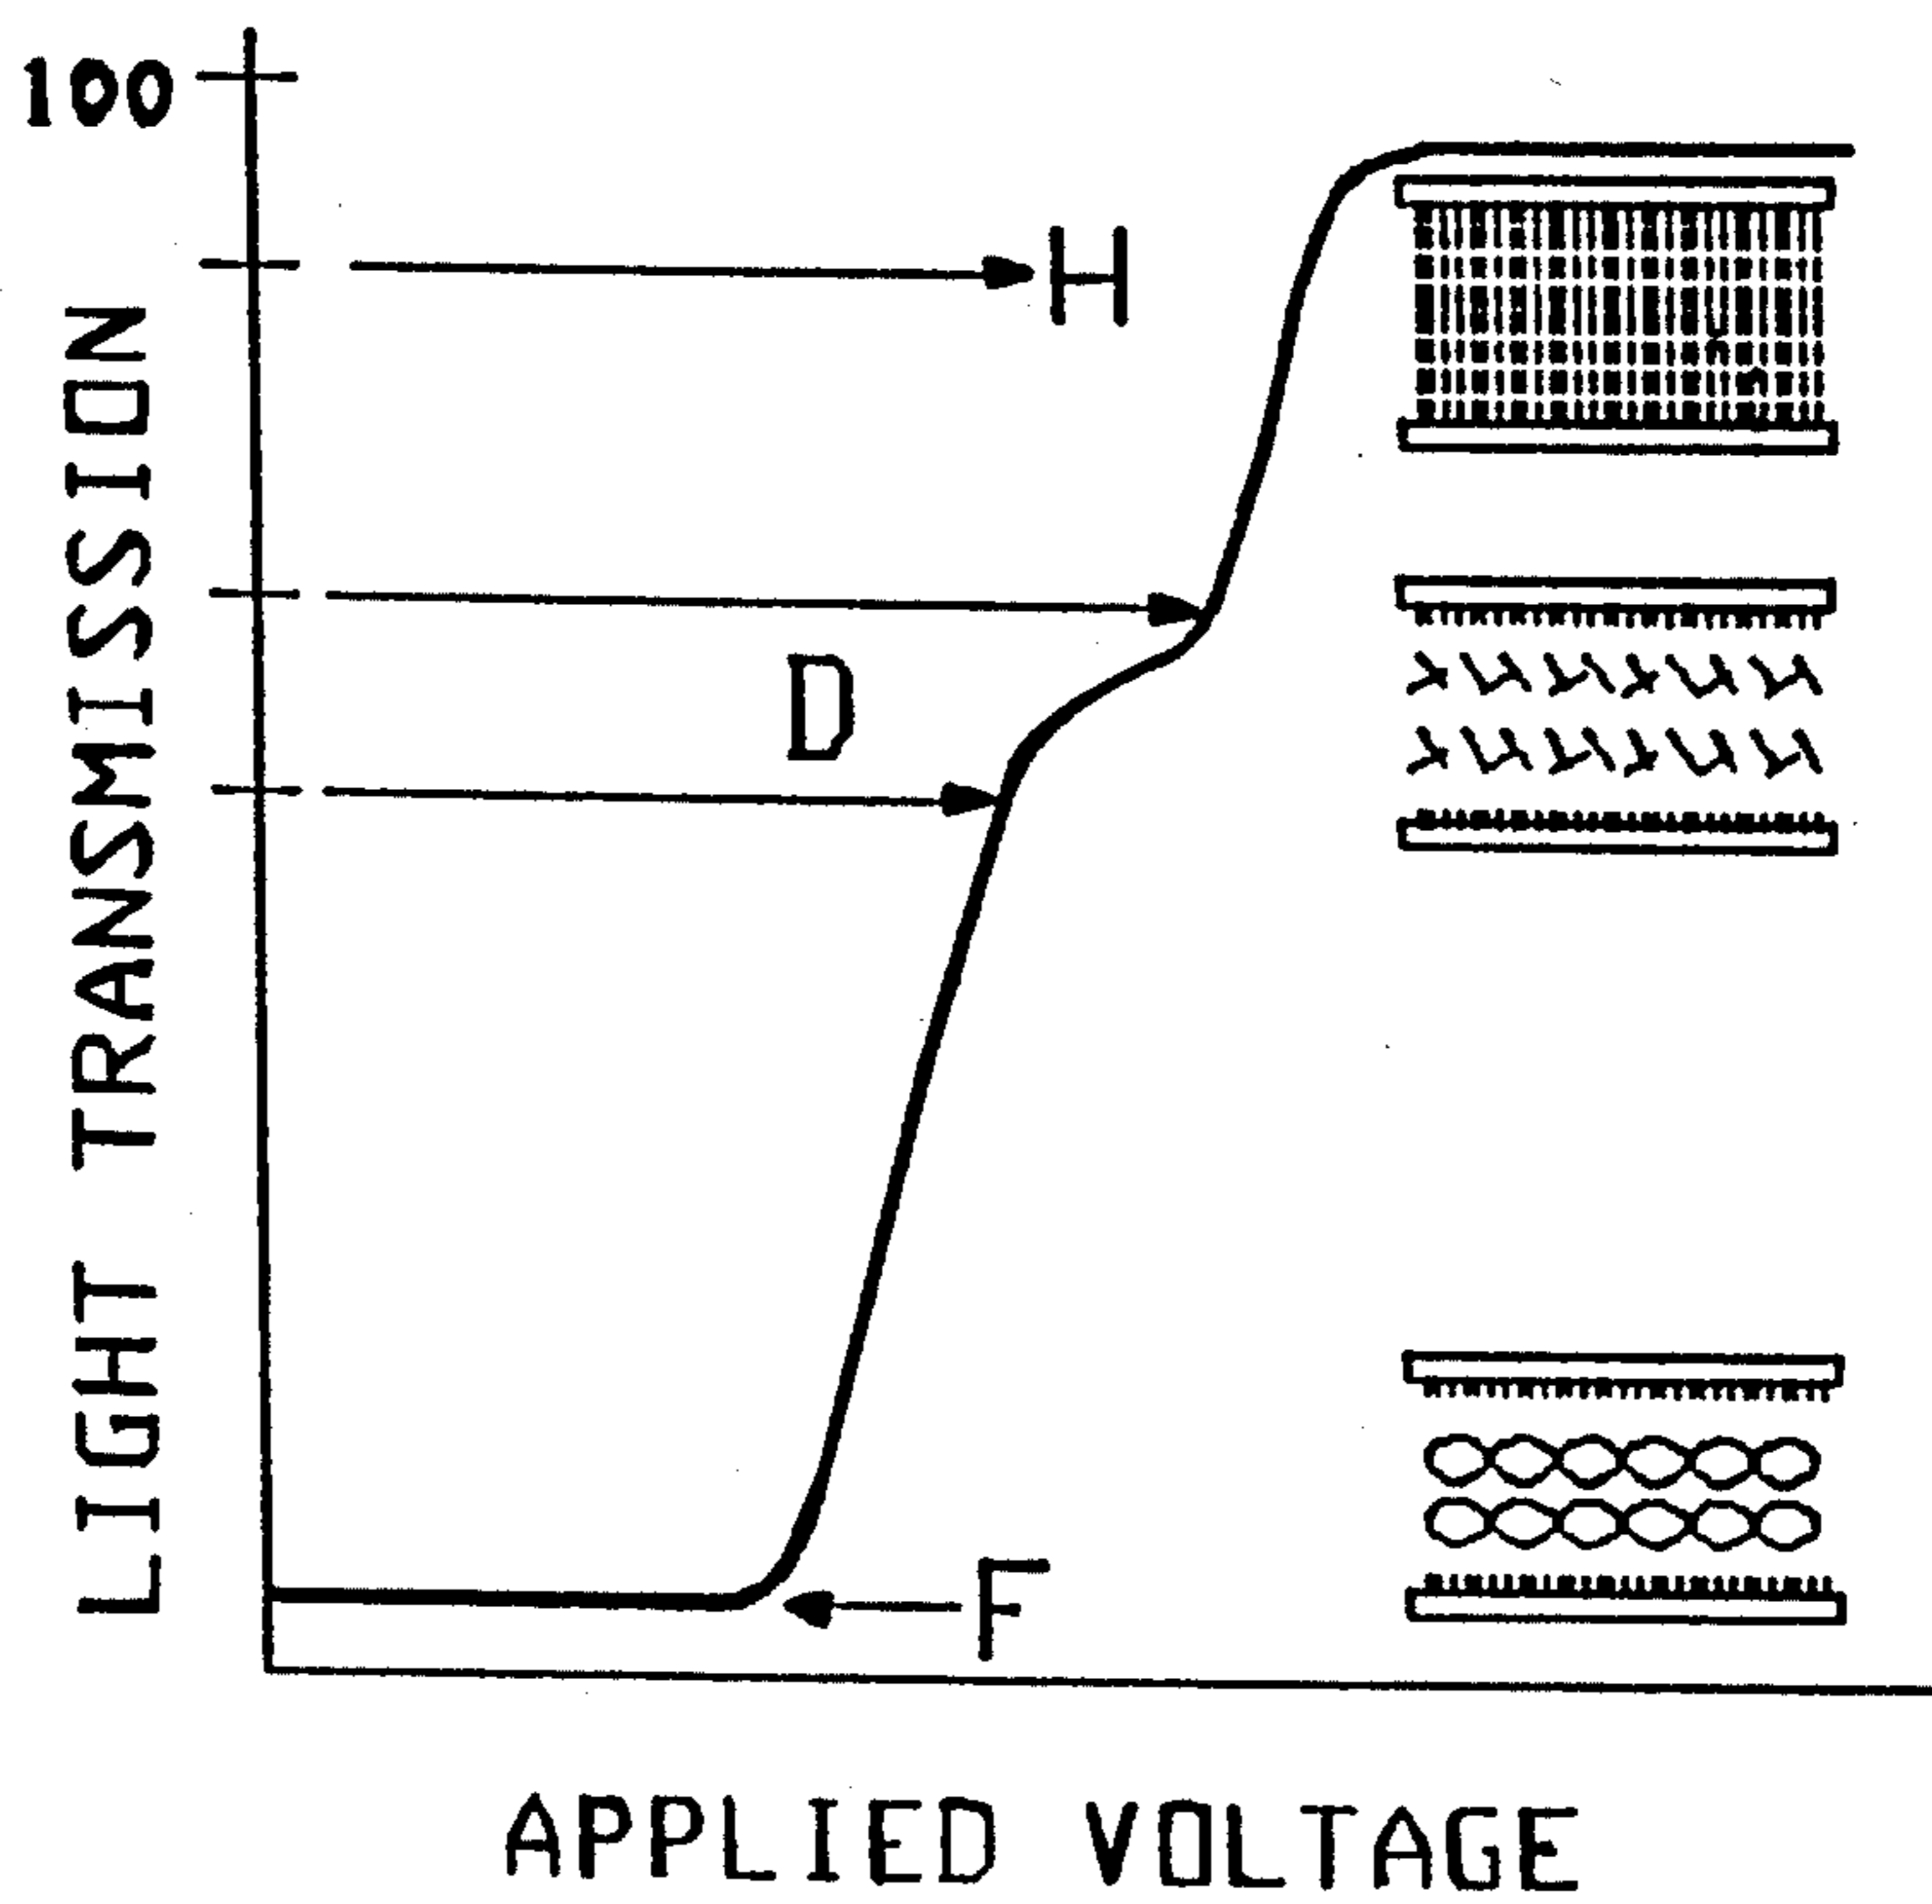 100
LIGHT TRANSMISSION
H
D
F
APPLIED VOLTAGE